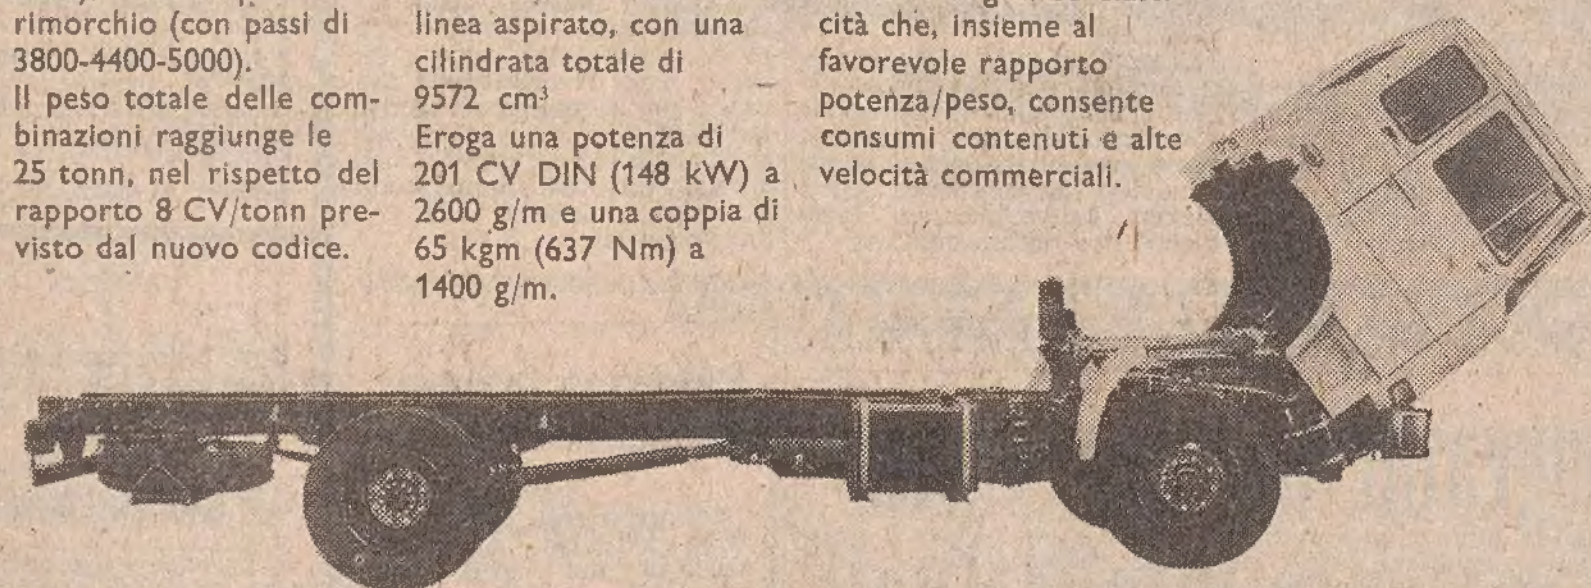 rimorchio (con passi di
3800-4400-5000).
Il peso totale delle com-
binazioni raggiunge le
25 tonn, nel rispetto del
rapporto 8 CV/tonn pre-
visto dal nuovo codice.
linea aspirato, con una
cilindrata totale di
9572 cm³
Eroga una potenza di
201 CV DIN (148 kW) a
2600 g/m e una coppia di
65 kgm (637 Nm) a
1400 g/m.
cità che, insieme al
favorevole rapporto
potenza/peso, consente
consumi contenuti e alte
velocità commerciali.